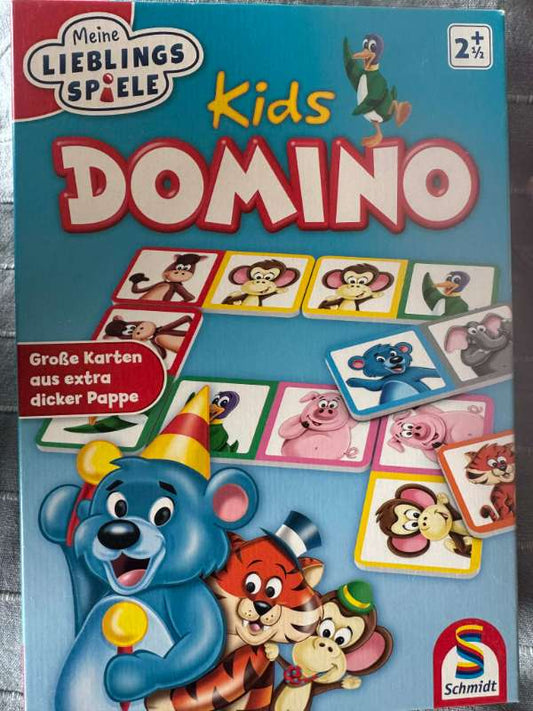 Meine
LIEBLINGS
SPIELE
2+
1/2
Kids
DOMINO
Große Karten
aus extra
dicker Pappe
S
Schmidt